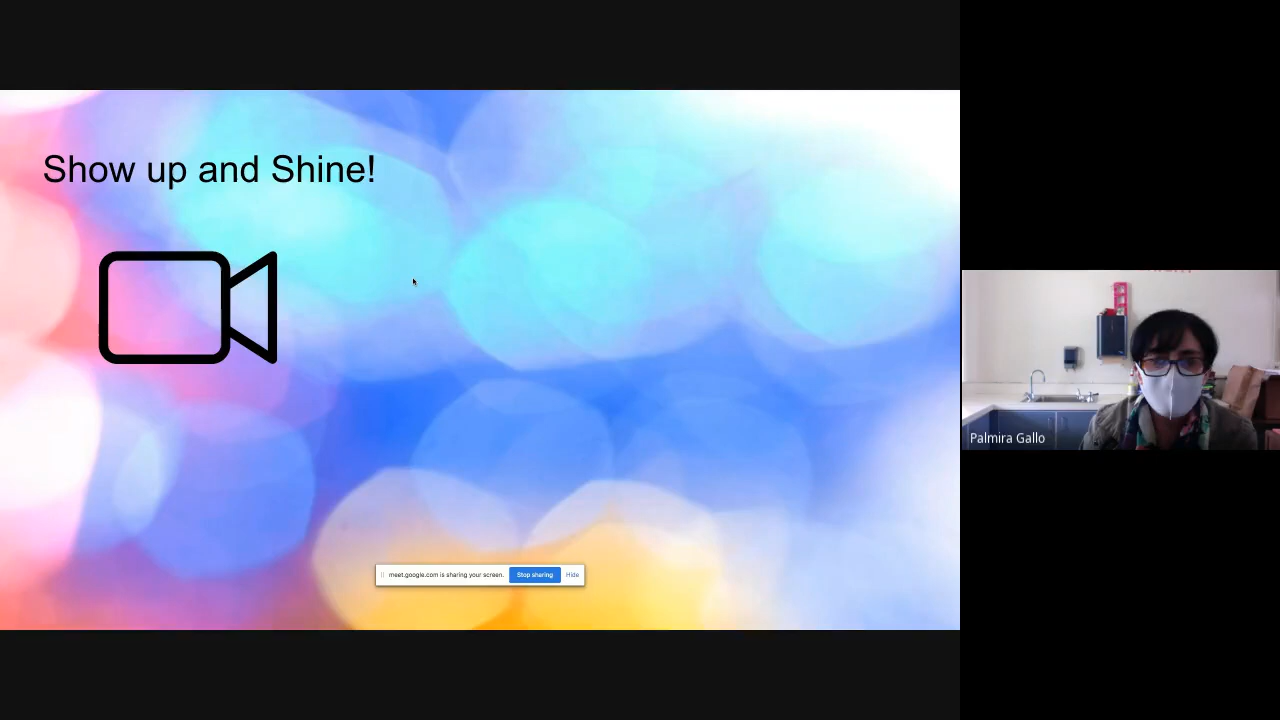 Show up and Shine!
meet.google.com is sharing your screen. Stop sharing Hide
Palmira Gallo